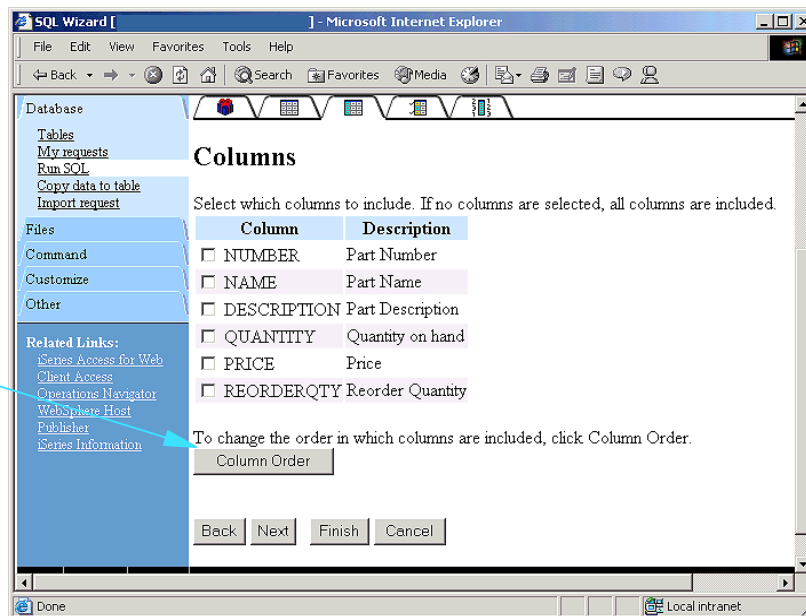 SQL Wizard [ ] - Microsoft Internet Explorer
File Edit View Favorites Tools Help
Back Search Favorites Media
Database
Tables
My requests
Run SQL
Copy data to table
Import request
Files
Command
Customize
Other
Related Links:
iSeries Access for Web
Client Access
Operations Navigator
WebSphere Host
Publisher
iSeries Information
Columns
Select which columns to include. If no columns are selected, all columns are included.
Column Description
NUMBER Part Number
NAME Part Name
DESCRIPTION Part Description
QUANTITY Quantity on hand
PRICE Price
REORDERQTY Reorder Quantity
To change the order in which columns are included, click Column Order.
Column Order
Back Next Finish Cancel
Done Local intranet